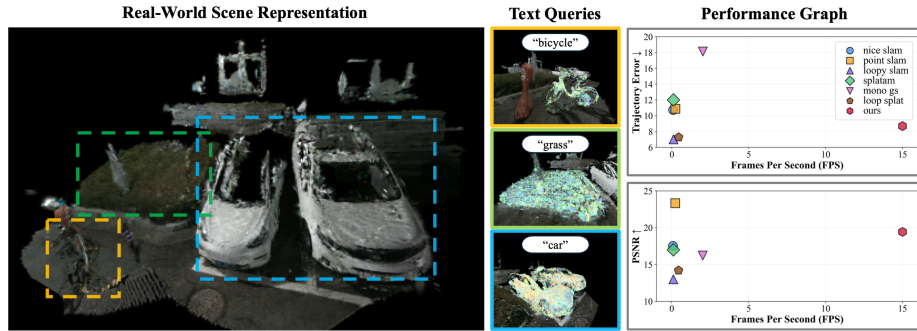 Real-World Scene Representation
Text Queries
Performance Graph
"bicycle"
"grass"
"car"
Trajectory Error ↓
20
18
16
14
12
10
8
6
0
5
10
15
Frames Per Second (FPS)
nice slam
point slam
loopy slam
splatam
mono gs
loop splat
ours
PSNR ↑
25
20
15
10
0
5
10
15
Frames Per Second (FPS)